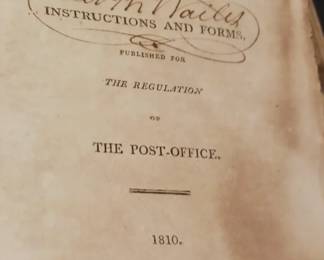 INSTRUCTIONS AND FORMS,
PUBLISHED FOR
THE REGULATION
OF
THE POST-OFFICE.
1810.